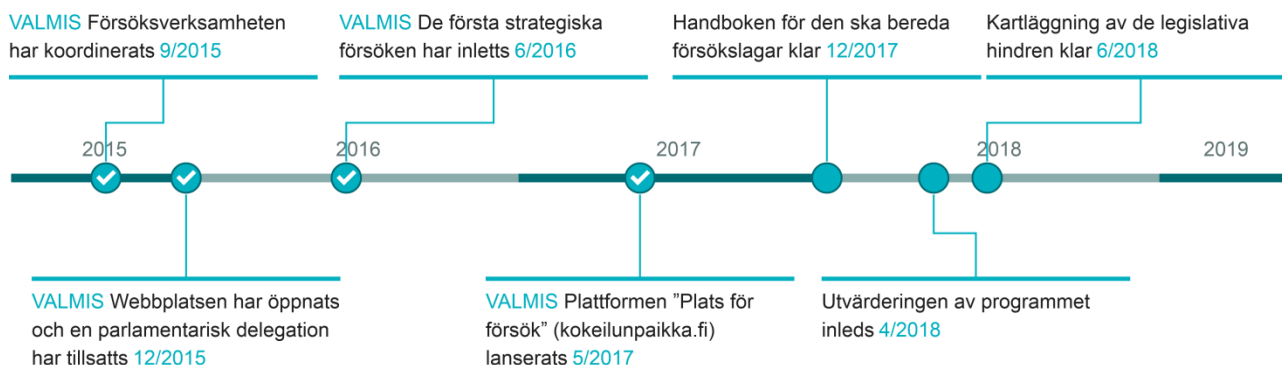 VALMIS Försöksverksamheten
har koordinerats 9/2015
VALMIS De första strategiska
försöken har inletts 6/2016
Handboken för den ska bereda
försökslagar klar 12/2017
Kartläggning av de legislativa
hindren klar 6/2018
2015
2016
2017
2018
2019
VALMIS Webbplatsen har öppnats
och en parlamentarisk delegation
har tillsatts 12/2015
VALMIS Plattformen ”Plats för
försök” (kokeilunpaikka.fi)
lanserats 5/2017
Utvärderingen av programmet
inleds 4/2018